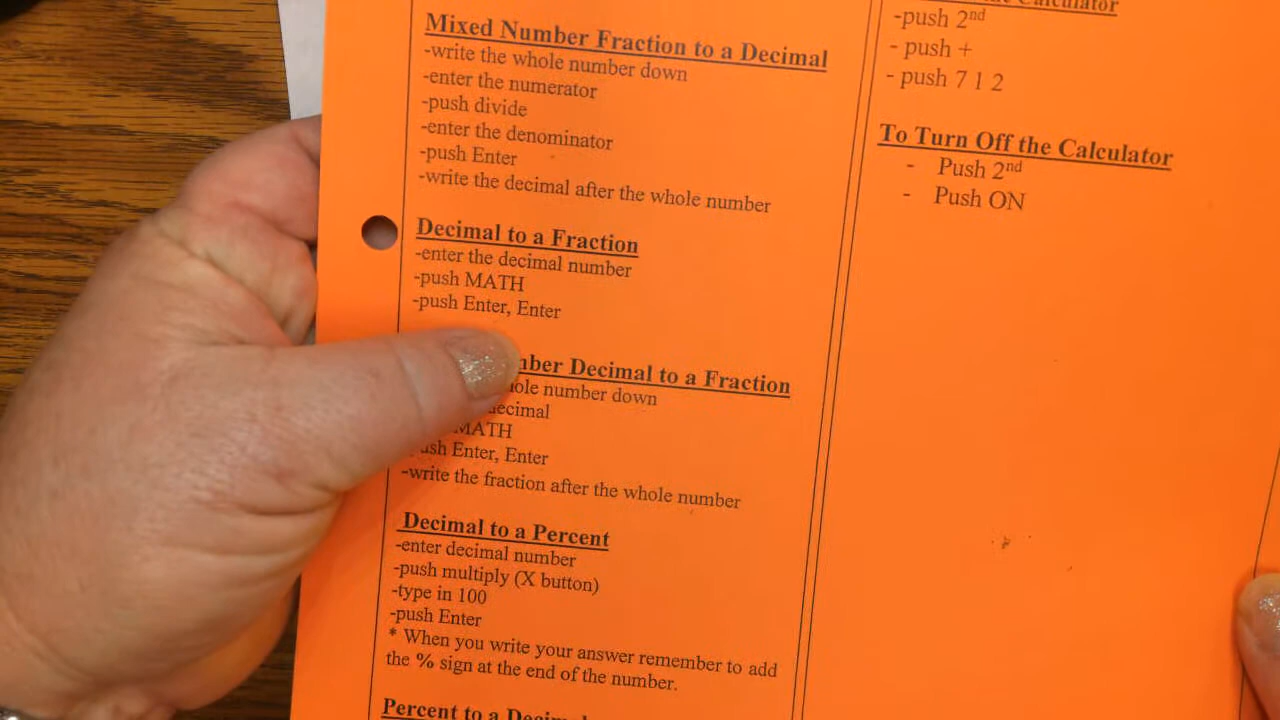 Mixed Number Fraction to a Decimal
-write the whole number down
-enter the numerator
-push divide
-enter the denominator
-push Enter
-write the decimal after the whole number
Decimal to a Fraction
-enter the decimal number
-push MATH
-push Enter, Enter
Decimal to a Fraction
number down
MATH
Enter, Enter
-write the fraction after the whole number
Decimal to a Percent
-enter decimal number
-push multiply (X button)
-type in 100
-push Enter
* When you write your answer remember to add
the % sign at the end of the number.
Percent to a
Calculator
-push 2nd
- push +
- push 7 1 2
To Turn Off the Calculator
- Push 2nd
- Push ON